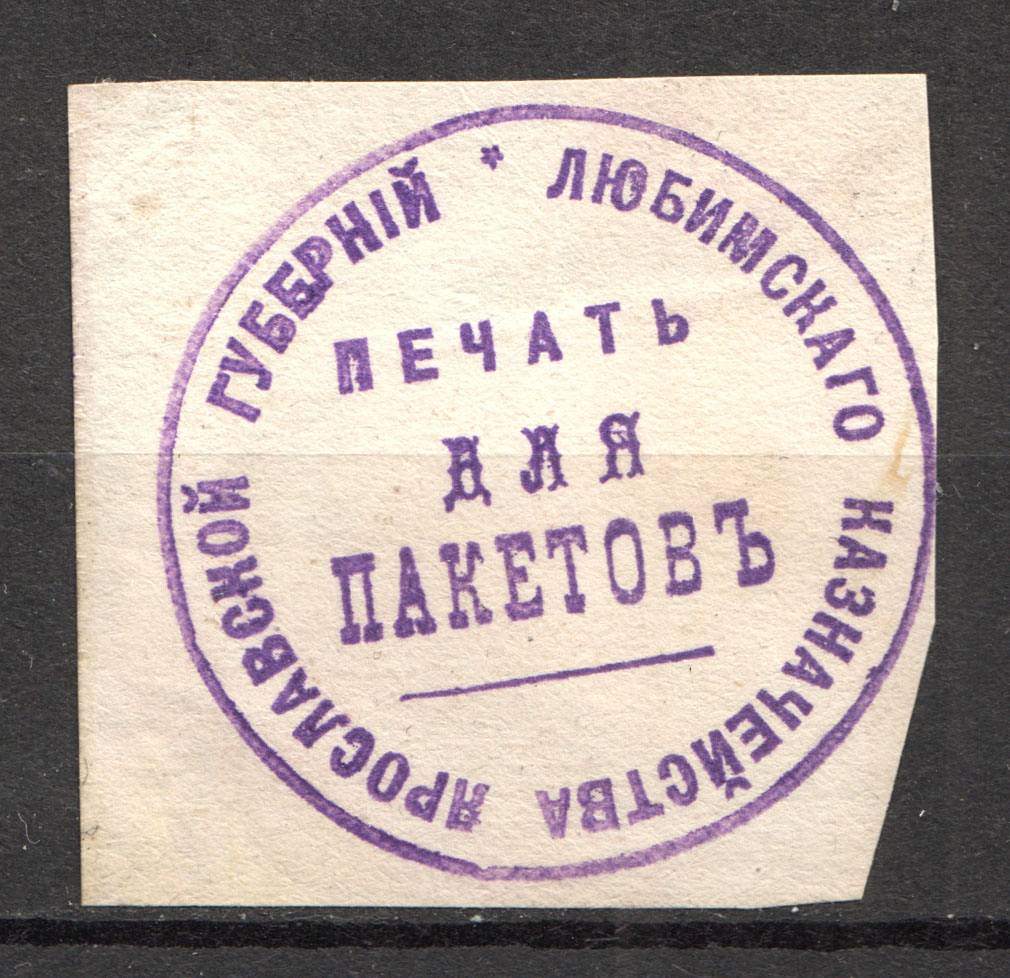 * ЛЮБИМСКАГО КАЗНАЧЕЙСТВА ЯРОСЛАВСКОЙ ГУБЕРНІЙ
ПЕЧАТЬ
ДЛЯ
ПАКЕТОВЪ